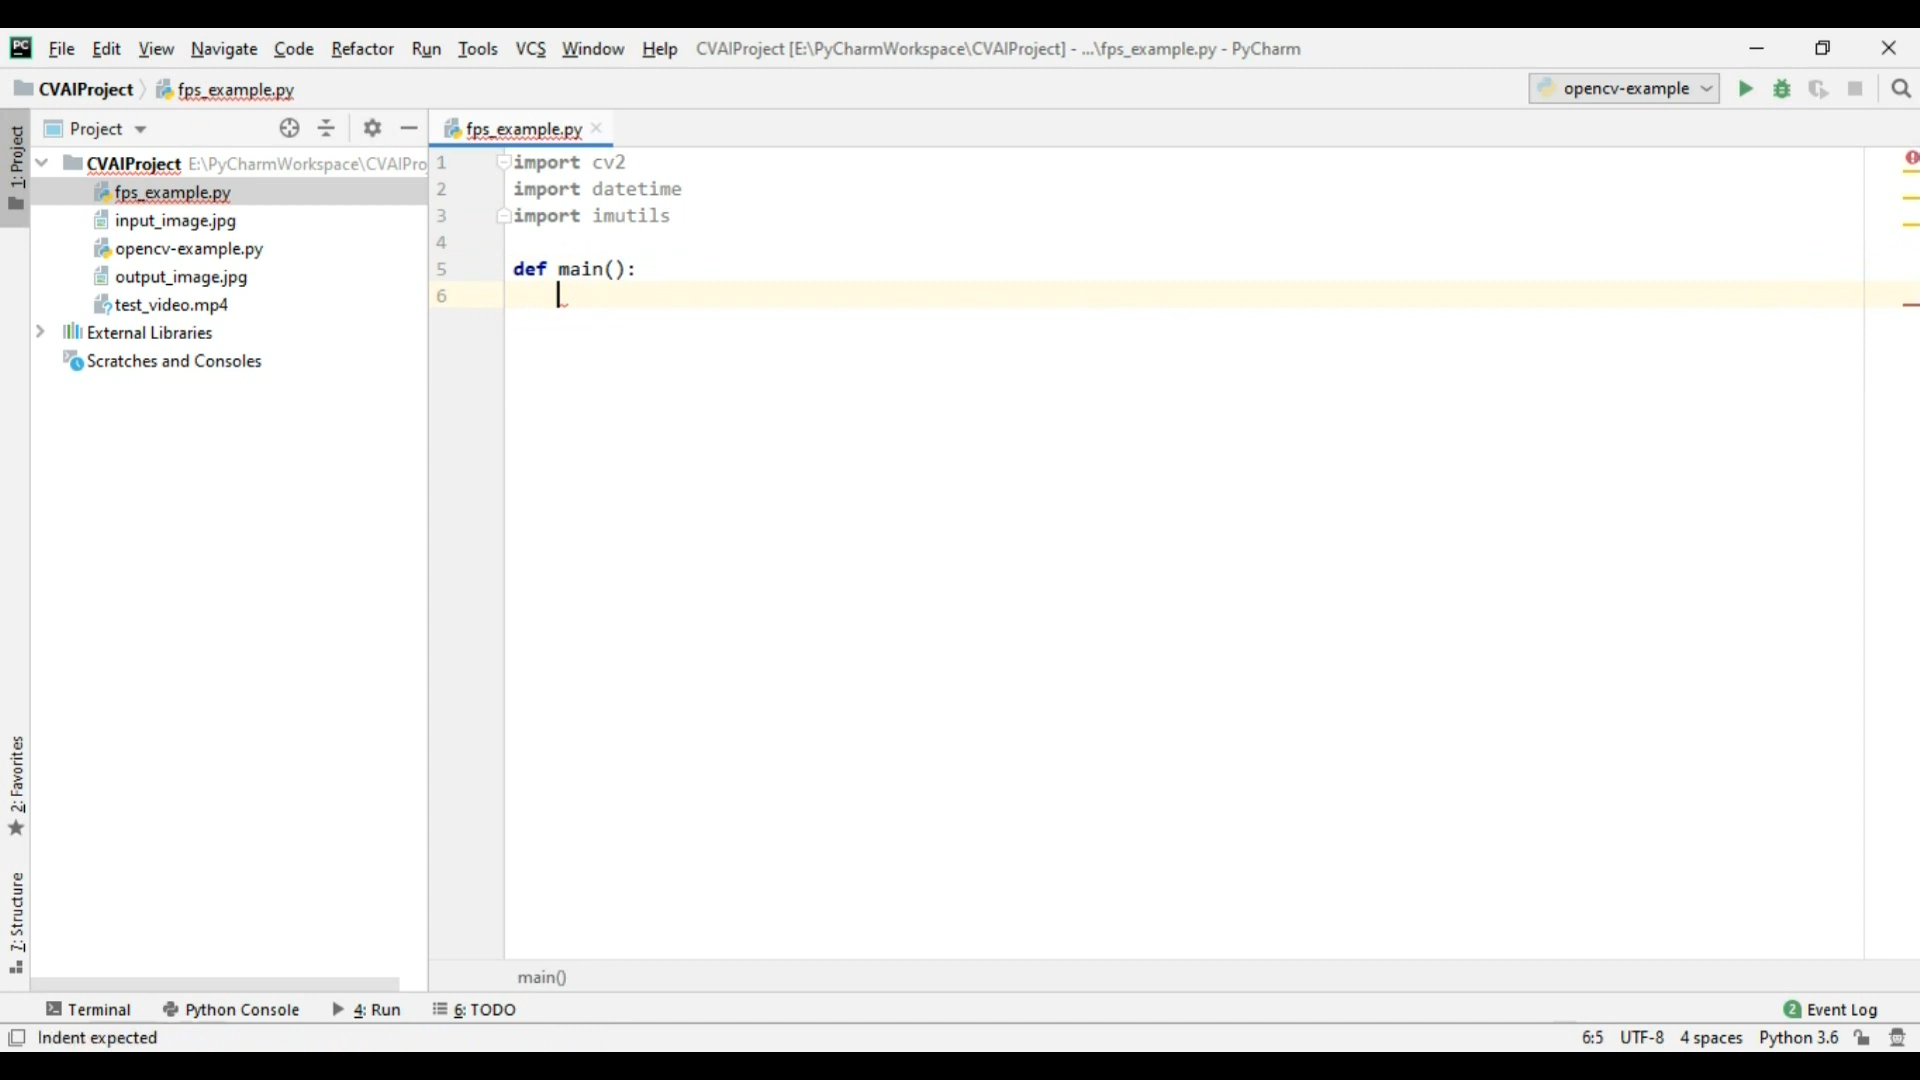 PC File Edit View Navigate Code Refactor Run Tools VCS Window Help CVAIProject [E:\PyCharmWorkspace\CVAIProject] - ...\fps_example.py - PyCharm
CVAIProject fps_example.py opencv-example
1: Project
Project
fps_example.py
CVAIProject E:\PyCharmWorkspace\CVAIPro
fps_example.py
input_image.jpg
opencv-example.py
output_image.jpg
test_video.mp4
External Libraries
Scratches and Consoles
1 import cv2
2 import datetime
3 import imutils
4
5 def main():
6
2: Favorites
7: Structure
main()
Terminal Python Console 4: Run 6: TODO 2 Event Log
Indent expected 6:5 UTF-8 4 spaces Python 3.6